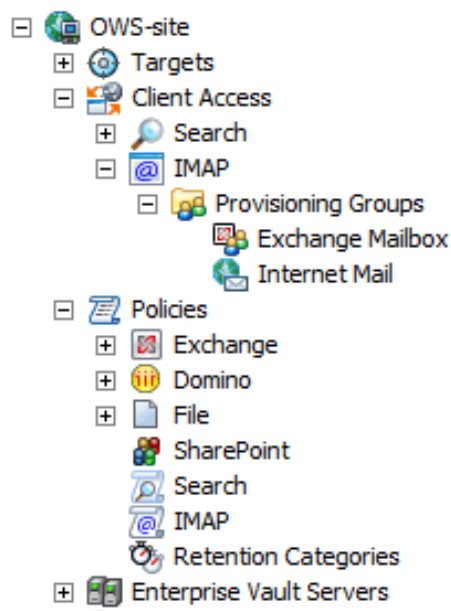 OWS-site
Targets
Client Access
Search
IMAP
Provisioning Groups
Exchange Mailbox
Internet Mail
Policies
Exchange
Domino
File
SharePoint
Search
IMAP
Retention Categories
Enterprise Vault Servers